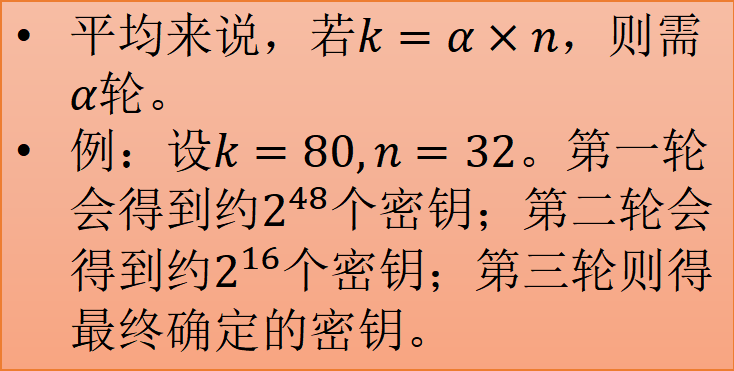 • 平均来说，若k = α × n，则需
α轮。
• 例：设k = 80, n = 32。第一轮
会得到约2⁴⁸个密钥；第二轮会
得到约2¹⁶个密钥；第三轮则得
最终确定的密钥。